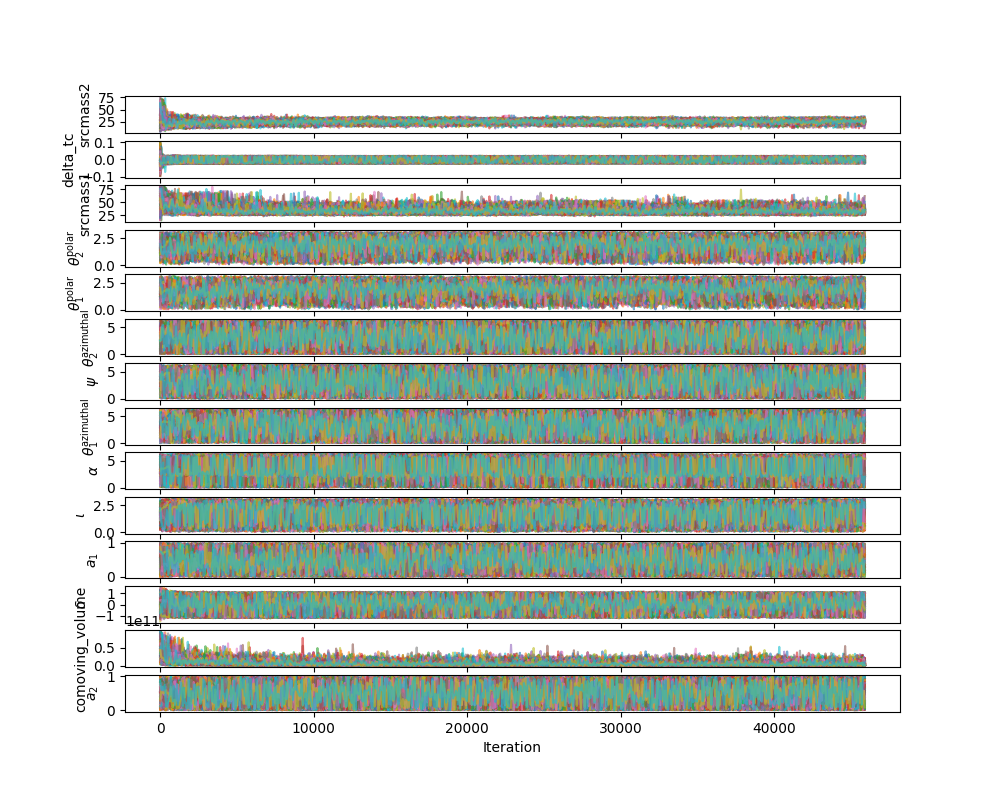 srcmass2
75
50
25
delta_tc
0.1
0.0
−0.1
srcmass1
75
50
25
θ₂^polar
2.5
0.0
θ₁^polar
2.5
0.0
θ₂^azimuthal
5
0
ψ
5
0
θ₁^azimuthal
5
0
α
5
0
ι
2.5
0.0
a₁
1
0
1
0
−1
comoving_volume
1e11
0.5
0.0
a₂
1
0
0
10000
20000
30000
40000
Iteration